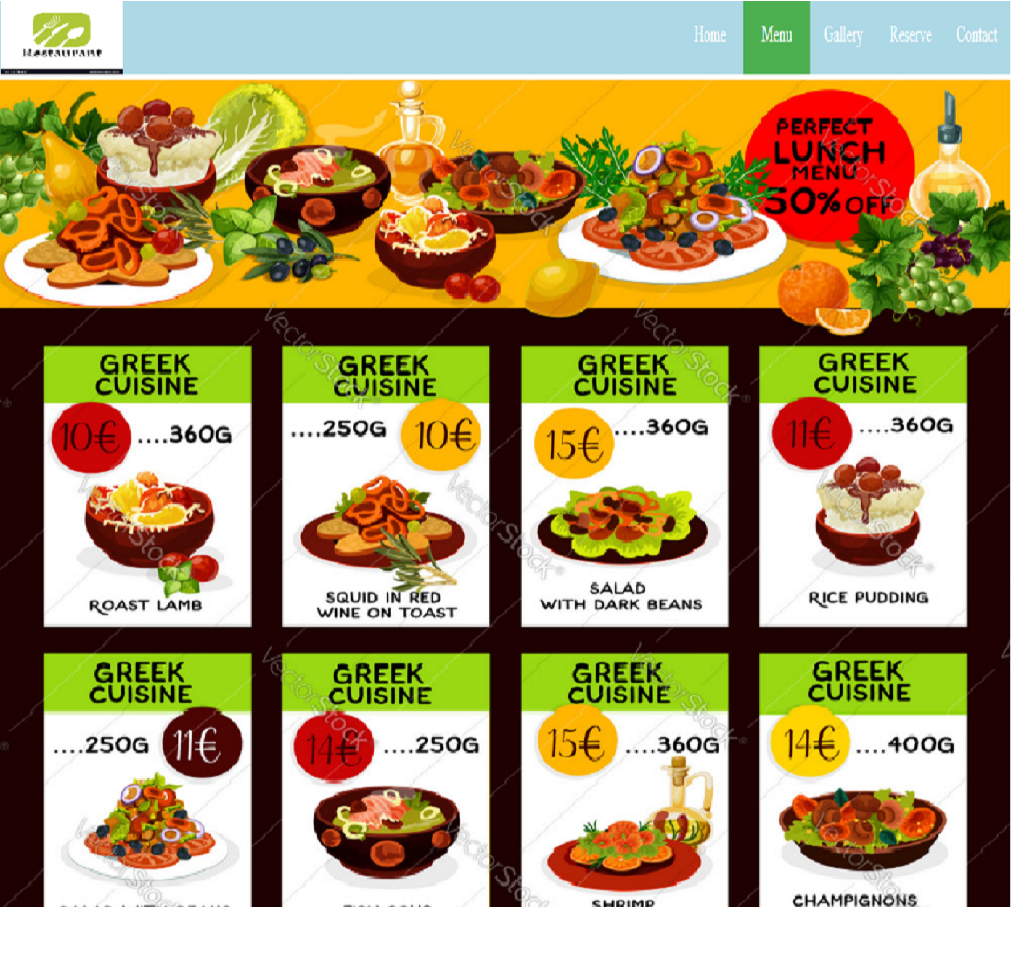 Restaurant
Home Menu Gallery Reserve Contact
PERFECT
LUNCH
MENU
50% OFF
GREEK
CUISINE
10€ ....360G
ROAST LAMB
GREEK
CUISINE
....250G 10€
SQUID IN RED
WINE ON TOAST
GREEK
CUISINE
15€ ....360G
SALAD
WITH DARK BEANS
GREEK
CUISINE
11€ ....360G
RICE PUDDING
GREEK
CUISINE
....250G 11€
GREEK
CUISINE
14€ ....250G
GREEK
CUISINE
15€ ....360G
SHRIMP
GREEK
CUISINE
14€ ....400G
CHAMPIGNONS
VectorStock®